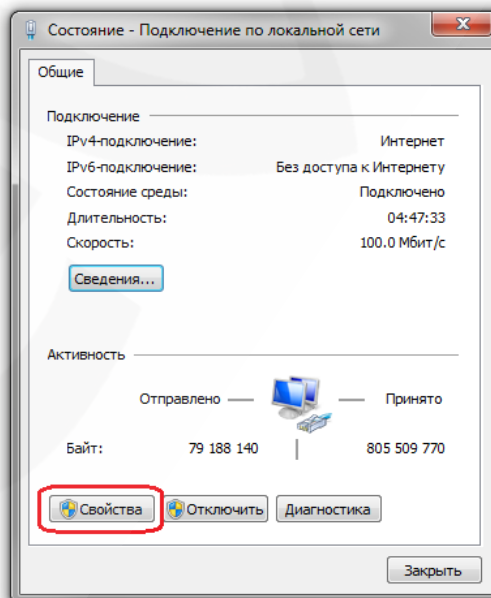 Состояние - Подключение по локальной сети
Общие
Подключение
IPv4-подключение: Интернет
IPv6-подключение: Без доступа к Интернету
Состояние среды: Подключено
Длительность: 04:47:33
Скорость: 100.0 Мбит/с
Сведения...
Активность
Отправлено — — Принято
Байт: 79 188 140 | 805 509 770
Свойства Отключить Диагностика
Закрыть